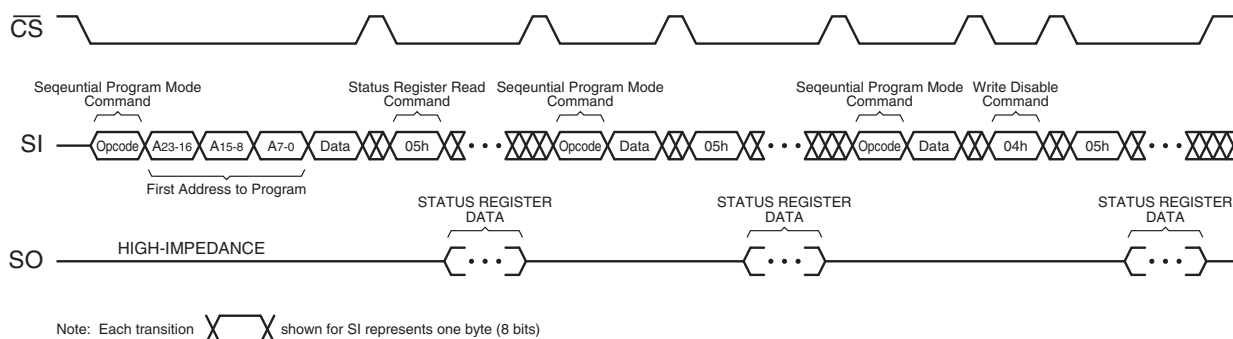 CS
Seqeuntial Program Mode
Command
Status Register Read
Command
Seqeuntial Program Mode
Command
Seqeuntial Program Mode
Command
Write Disable
Command
SI
Opcode A23-16 A15-8 A7-0 Data 05h • • • Opcode Data 05h • • • Opcode Data 04h 05h • • •
First Address to Program
STATUS REGISTER
DATA
STATUS REGISTER
DATA
STATUS REGISTER
DATA
SO
HIGH-IMPEDANCE
• • • • • • • • •
Note: Each transition shown for SI represents one byte (8 bits)